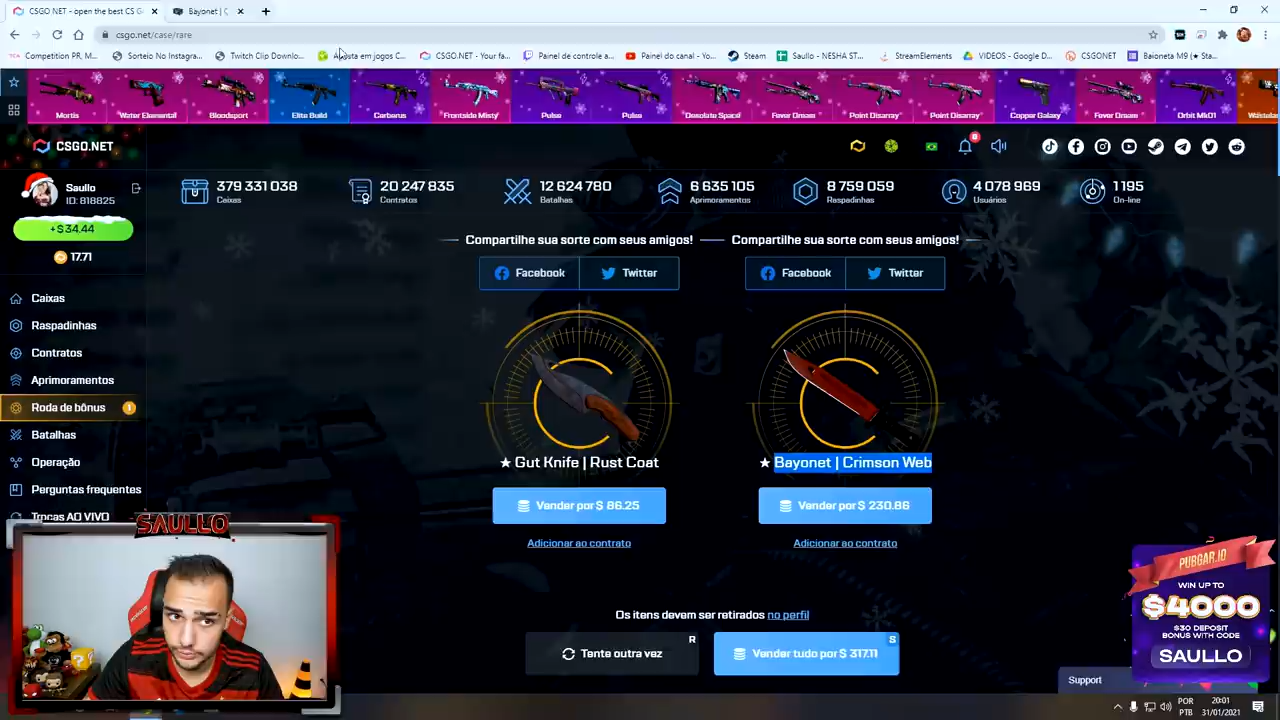 CSGO.NET - open the best CS G
Bayonet | C
csgo.net/case/rare
Competition PR, M...
Sorteio No Instagra...
Twitch Clip Downlo...
Aposta em jogos C...
CSGO.NET - Your fa...
Painel de controle a...
Painel do canal - Yo...
Steam
Saullo - NESHA ST...
StreamElements
VIDEOS - Google D...
CSGONET
Baioneta M9 (★ Sta...
Mortis
Water Elemental
Bloodsport
Elite Build
Cerberus
Frontside Misty
Pulse
Pulse
Desolate Space
Fever Dream
Point Disarray
Point Disarray
Copper Galaxy
Fever Dream
Orbit Mk01
Wastela
CSGO.NET
8
Saullo
ID: 818825
+$ 34.44
17.71
379 331 038
Caixas
20 247 835
Contratos
12 624 780
Batalhas
6 635 105
Aprimoramentos
8 759 059
Raspadinhas
4 078 969
Usuários
1 195
On-line
Caixas
Raspadinhas
Contratos
Aprimoramentos
Roda de bônus
1
Batalhas
Operação
Perguntas frequentes
Trocas AO VIVO
Compartilhe sua sorte com seus amigos!
Facebook
Twitter
★ Gut Knife | Rust Coat
Vender por $ 86.25
Adicionar ao contrato
Compartilhe sua sorte com seus amigos!
Facebook
Twitter
★ Bayonet | Crimson Web
Vender por $ 230.86
Adicionar ao contrato
Os itens devem ser retirados no perfil
Tente outra vez
R
Vender tudo por $ 317.11
S
SAULLO
PUBGAR.IO
WIN UP TO
$4000
$30 DEPOSIT
BONUS WITH CODE
SAULLO
Support
POR
PTB
20:01
31/01/2021